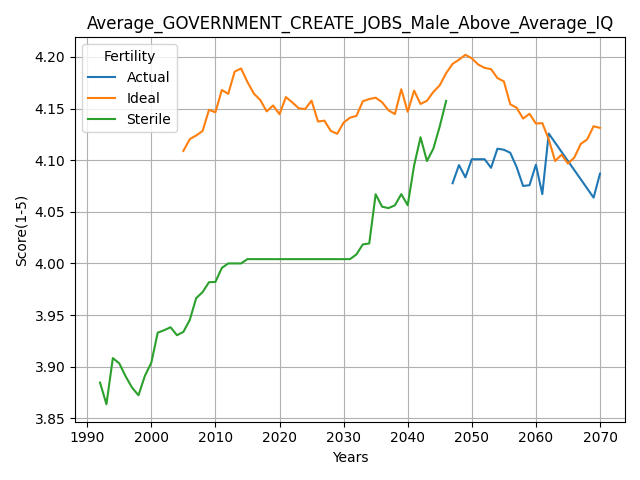 Average_GOVERNMENT_CREATE_JOBS_Male_Above_Average_IQ
Fertility
Actual
Ideal
Sterile
Score(1-5)
4.20
4.15
4.10
4.05
4.00
3.95
3.90
3.85
1990 2000 2010 2020 2030 2040 2050 2060 2070
Years